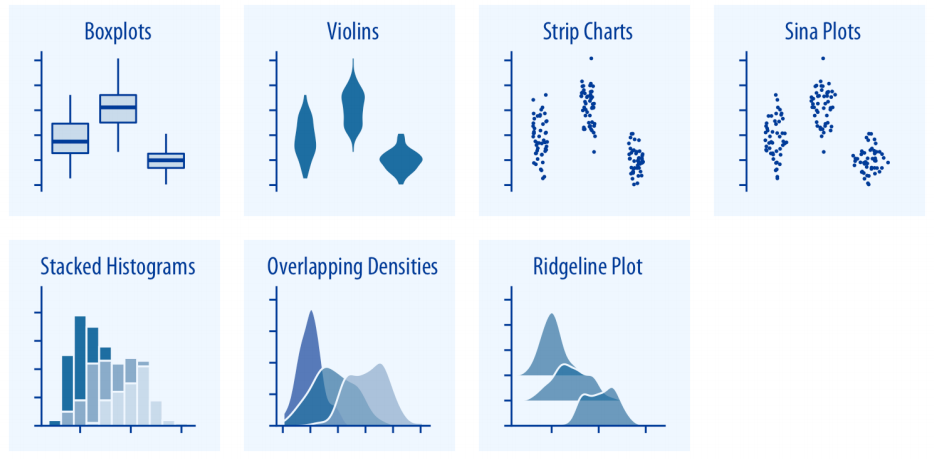 Boxplots
Violins
Strip Charts
Sina Plots
Stacked Histograms
Overlapping Densities
Ridgeline Plot